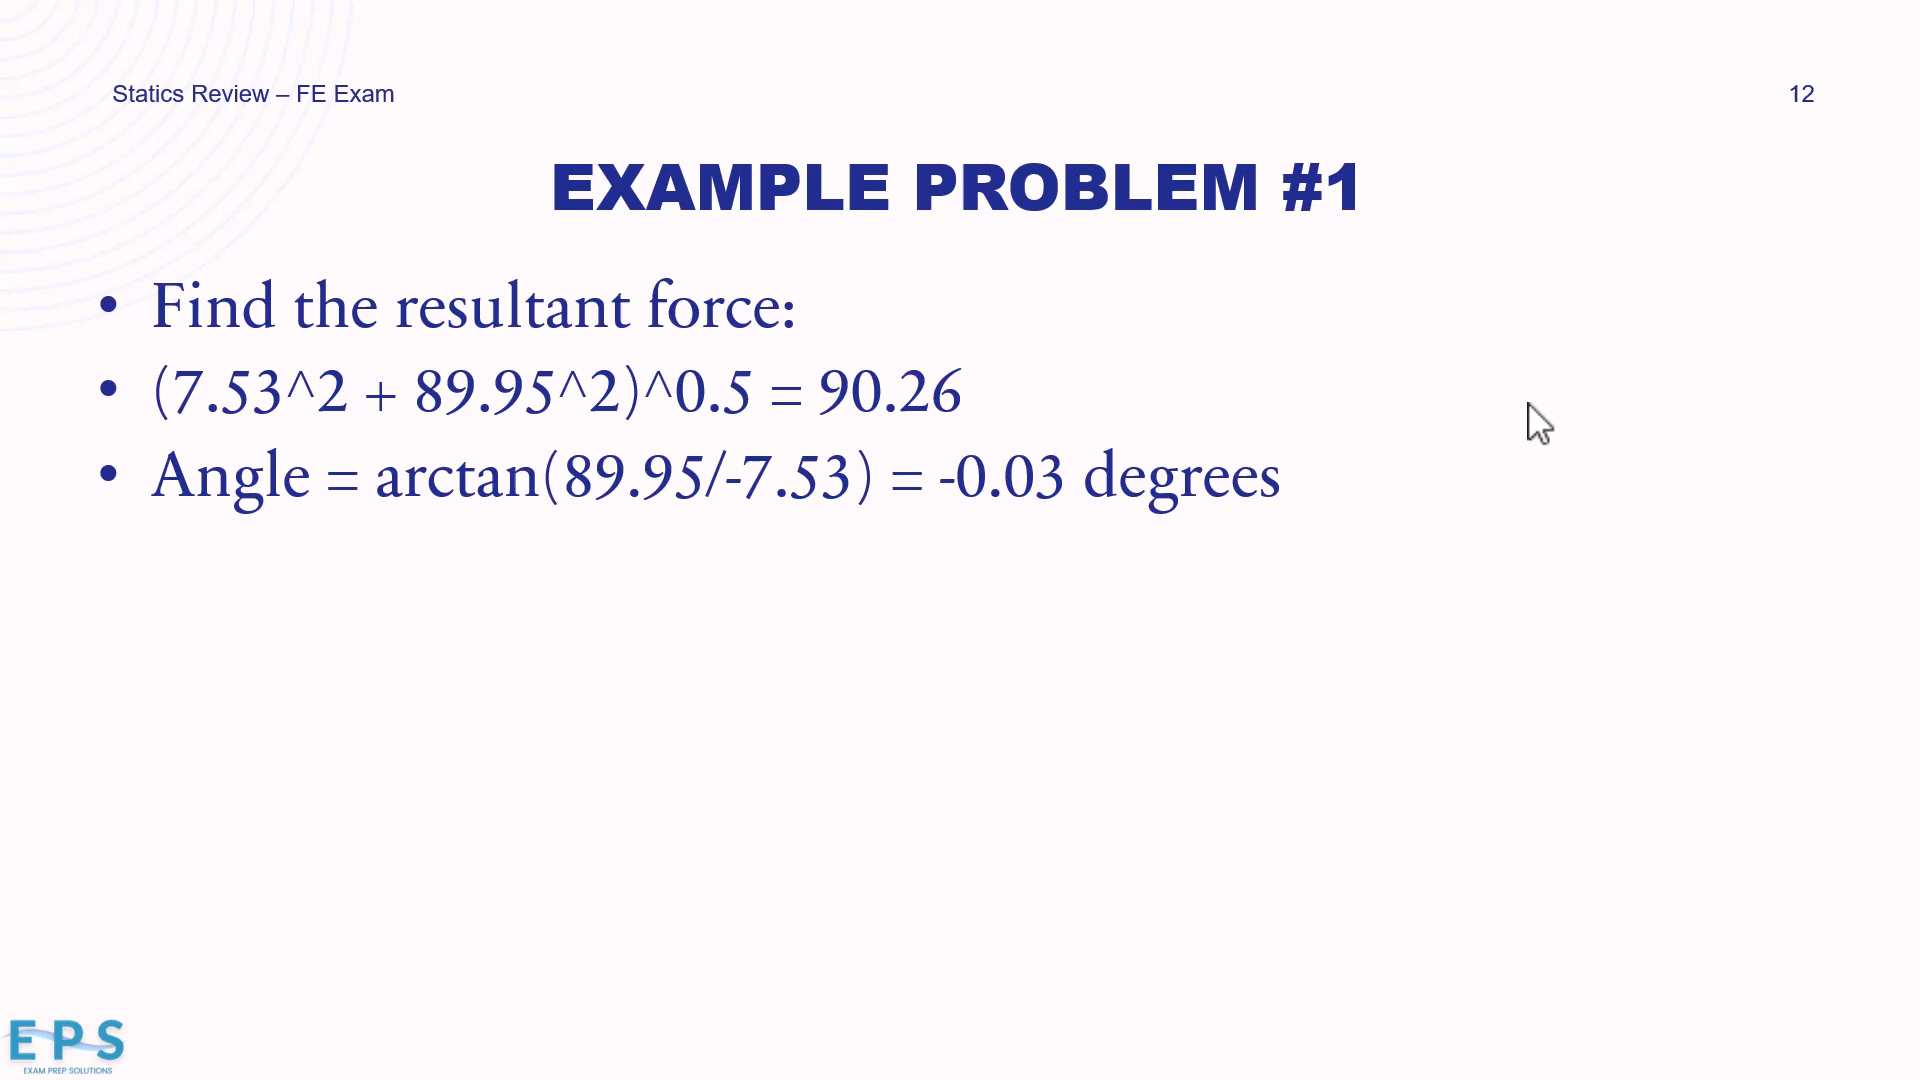 Statics Review – FE Exam
12
EXAMPLE PROBLEM #1
• Find the resultant force:
• (7.53^2 + 89.95^2)^0.5 = 90.26
• Angle = arctan(89.95/-7.53) = -0.03 degrees
EPS
EXAM PREP SOLUTIONS